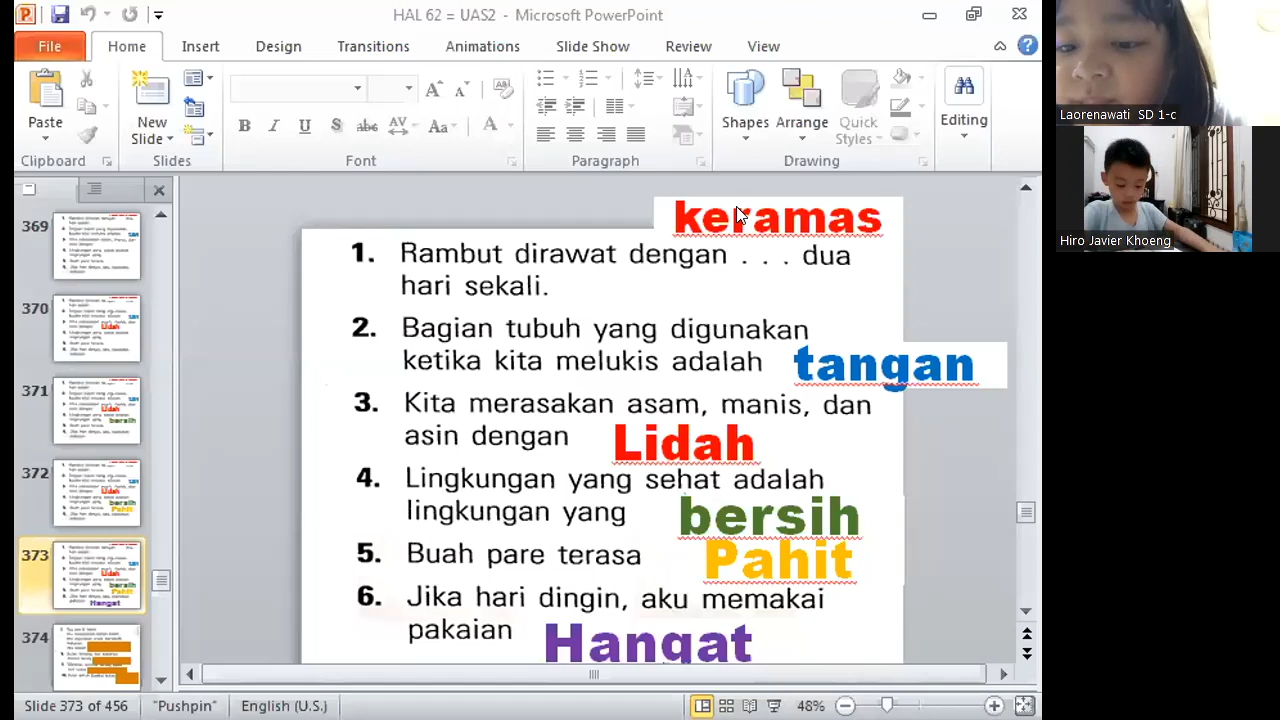 HAL 62 = UAS2 - Microsoft PowerPoint
File Home Insert Design Transitions Animations Slide Show Review View
Paste New Slide Shapes Arrange Quick Styles Editing
B I U S abc AV Aa A
Clipboard Slides Font Paragraph Drawing
Laorenawati SD 1-c
Hiro Javier Khoeng
369
370
371
372
373
374
keramas
1. Rambut dirawat dengan . . . dua
hari sekali.
2. Bagian tubuh yang digunakan
ketika kita melukis adalah tangan
3. Kita merasakan asam, manis, dan
asin dengan Lidah
4. Lingkungan yang sehat adalah
lingkungan yang bersih
5. Buah pare terasa Pahit
6. Jika hari dingin, aku memakai
pakaian Hangat
Slide 373 of 456 "Pushpin" English (U.S.) 48%